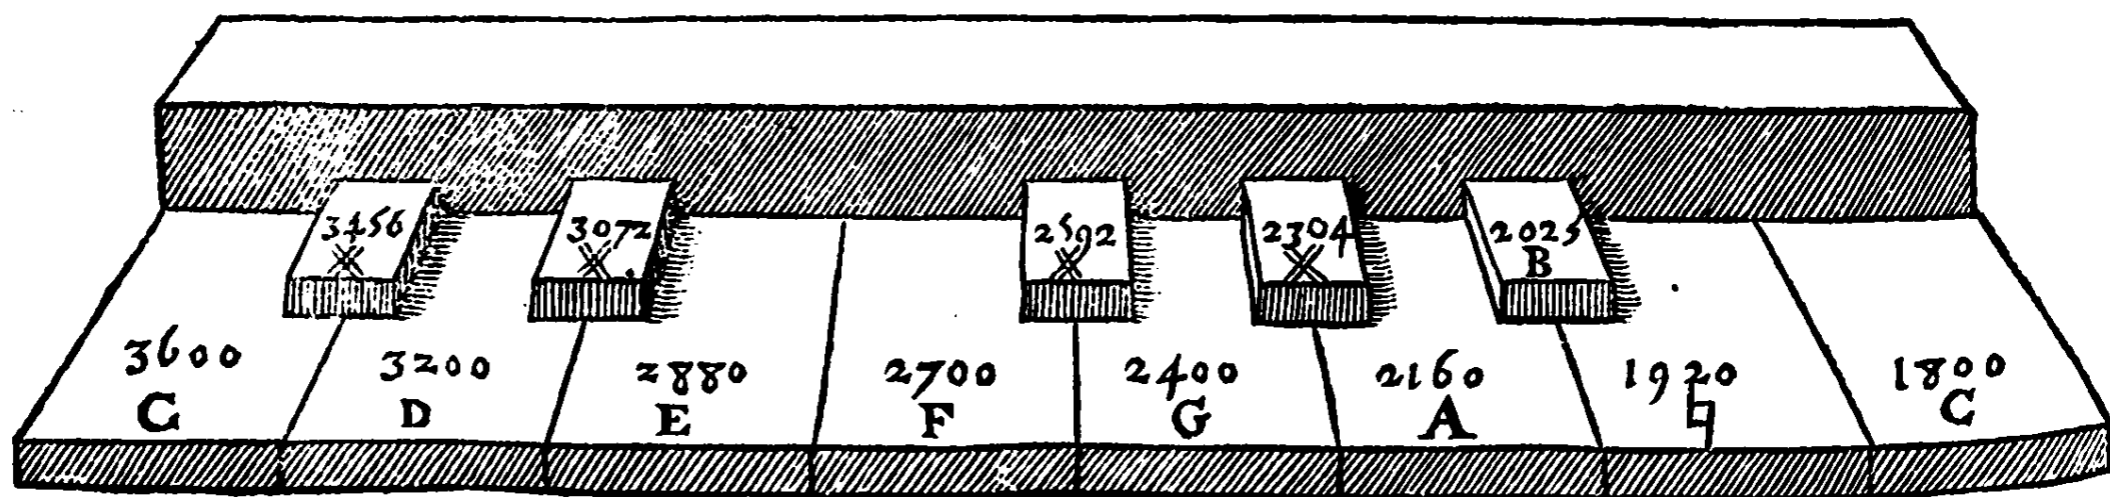 3456 3072 2592 2304 2025
♯ ♯ ♯ ♯ B
3600 3200 2880 2700 2400 2160 1920 1800
C D E F G A ♮ C